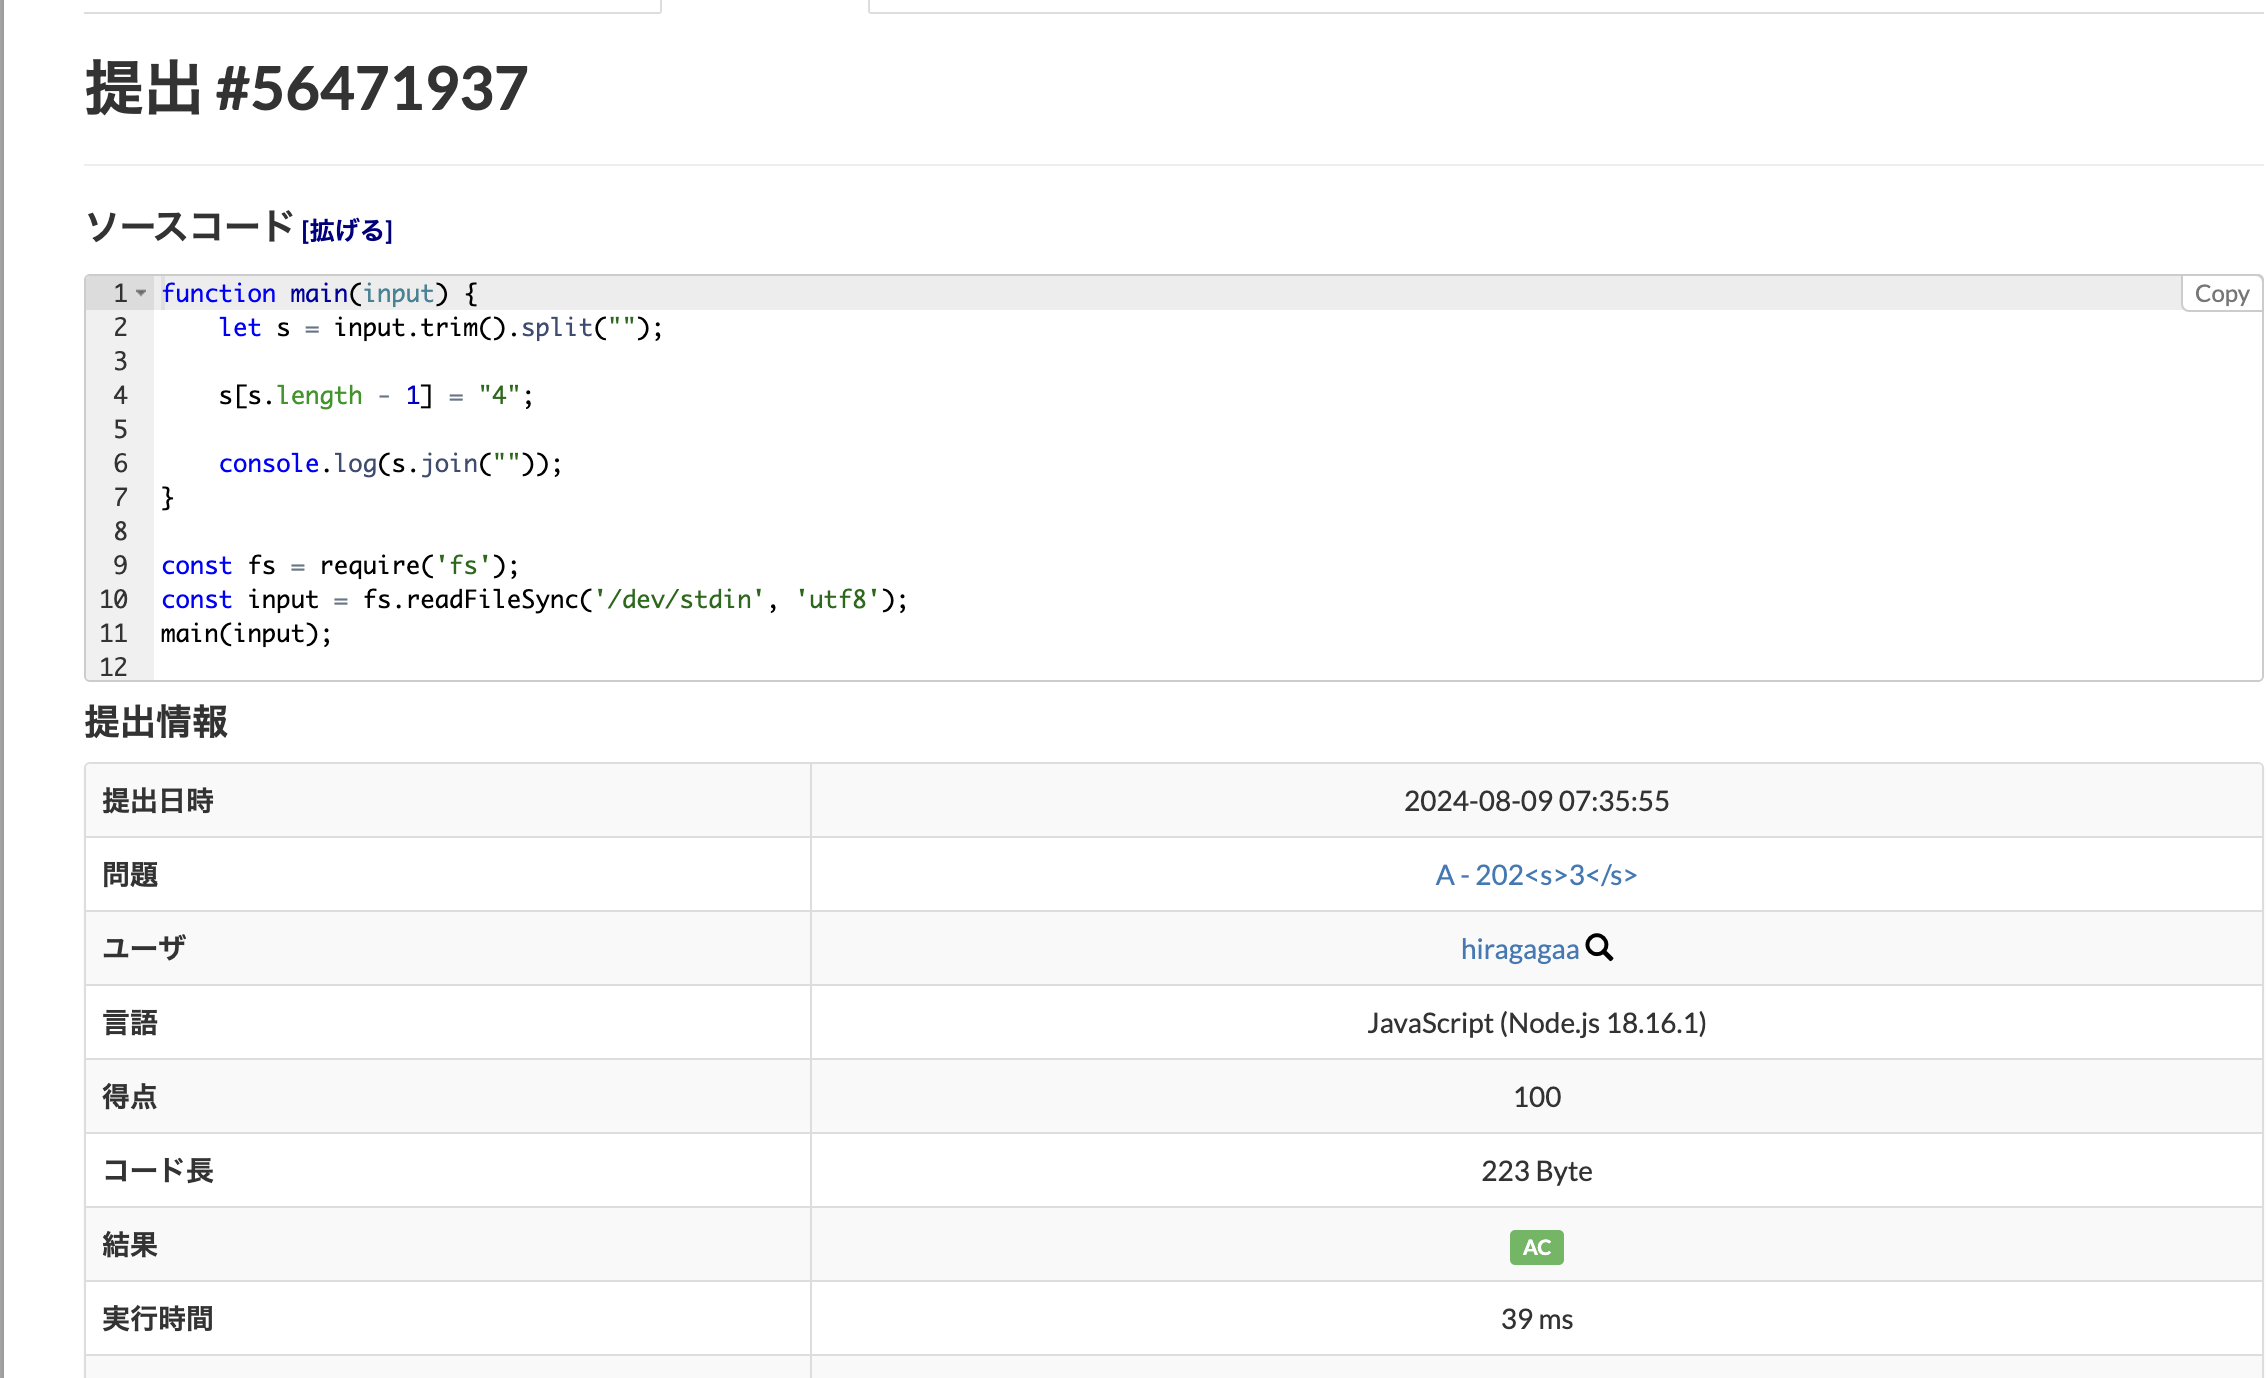 提出 #56471937
ソースコード [拡げる]
Copy
1 function main(input) {
2     let s = input.trim().split("");
3
4     s[s.length - 1] = "4";
5
6     console.log(s.join(""));
7 }
8
9 const fs = require('fs');
10 const input = fs.readFileSync('/dev/stdin', 'utf8');
11 main(input);
12
提出情報
提出日時 2024-08-09 07:35:55
問題 A - 202<s>3</s>
ユーザ hiragagaa
言語 JavaScript (Node.js 18.16.1)
得点 100
コード長 223 Byte
結果 AC
実行時間 39 ms